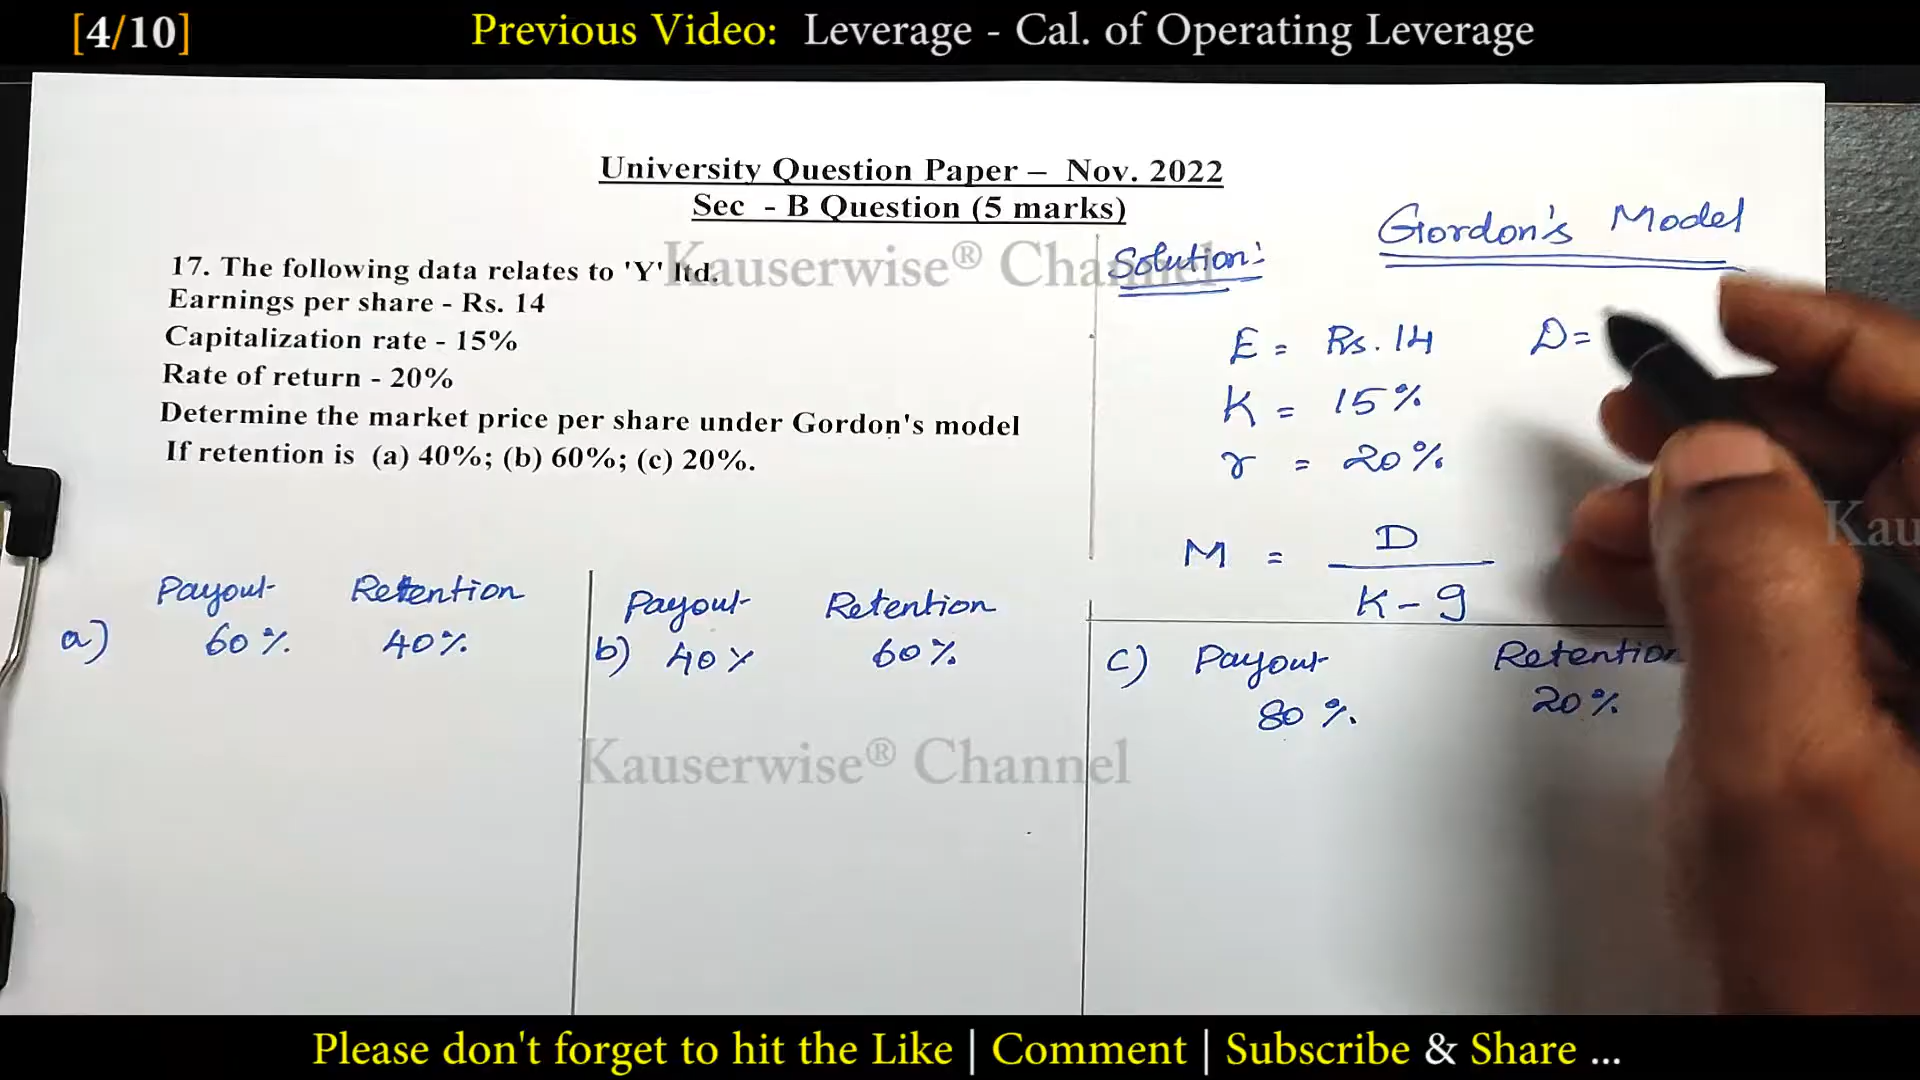 [4/10] Previous Video: Leverage - Cal. of Operating Leverage
University Question Paper – Nov. 2022
Sec - B Question (5 marks)
17. The following data relates to 'Y' ltd.
Earnings per share - Rs. 14
Capitalization rate - 15%
Rate of return - 20%
Determine the market price per share under Gordon's model
If retention is (a) 40%; (b) 60%; (c) 20%.
Kauserwise® Channel
Gordon's Model
Solution:
E = Rs. 14 D=
K = 15%
r = 20%
M = D
K - g
Kau
a) Payout Retention
60% 40%
b) Payout Retention
40% 60%
c) Payout Retention
80% 20%
Kauserwise® Channel
Please don't forget to hit the Like | Comment | Subscribe & Share ...